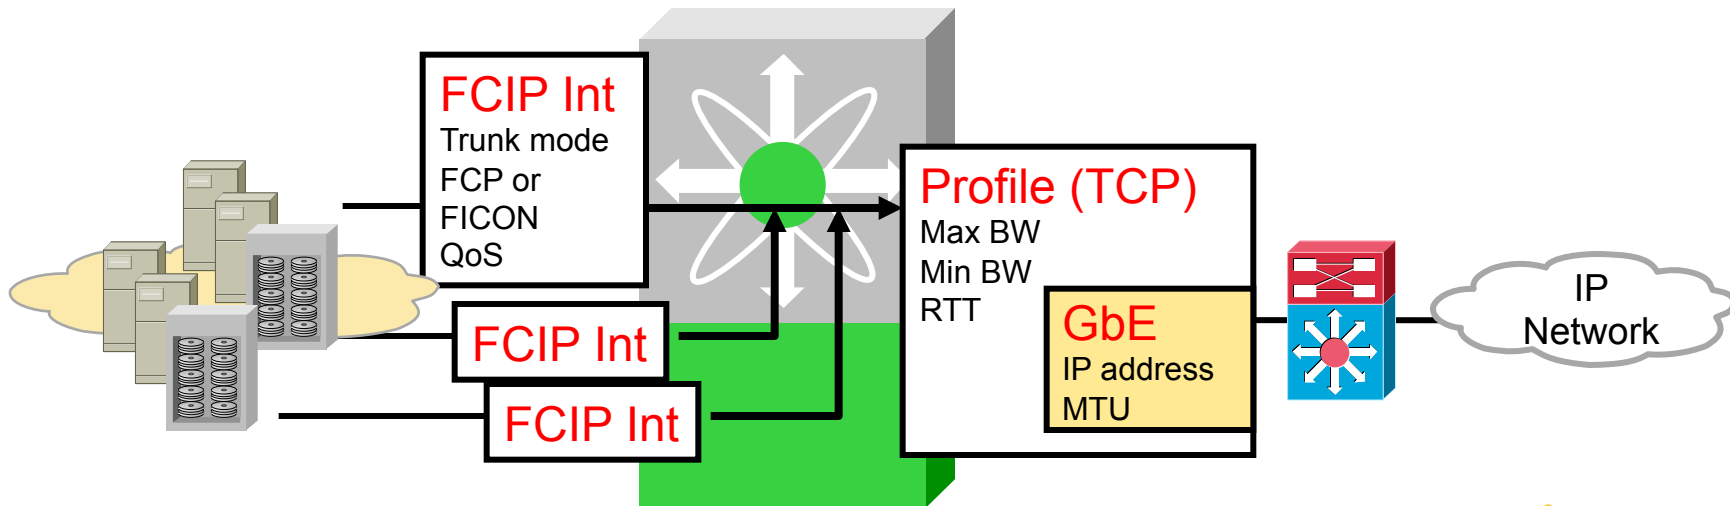 FCIP Int
Trunk mode
FCP or
FICON
QoS
FCIP Int
FCIP Int
Profile (TCP)
Max BW
Min BW
RTT
GbE
IP address
MTU
IP
Network